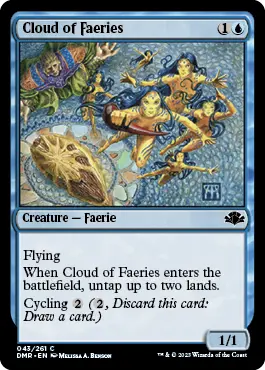 Cloud of Faeries 1
Creature — Faerie
Flying
When Cloud of Faeries enters the
battlefield, untap up to two lands.
Cycling 2 (2, Discard this card:
Draw a card.)
1/1
043/261 C
DMR • EN Melissa A. Benson
™ & © 2023 Wizards of the Coast